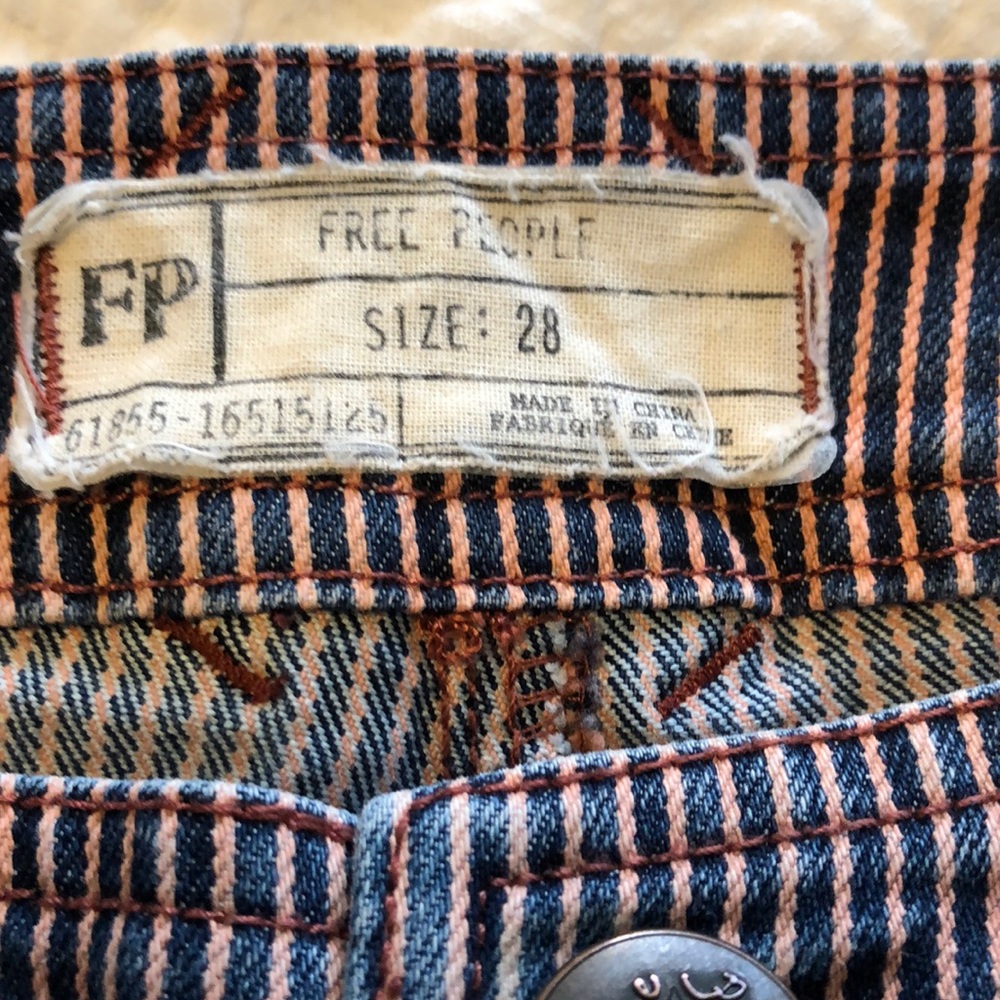 FP
FREE PEOPLE
SIZE: 28
61855-16515125
MADE IN CHINA
FABRIQUE EN CHINE